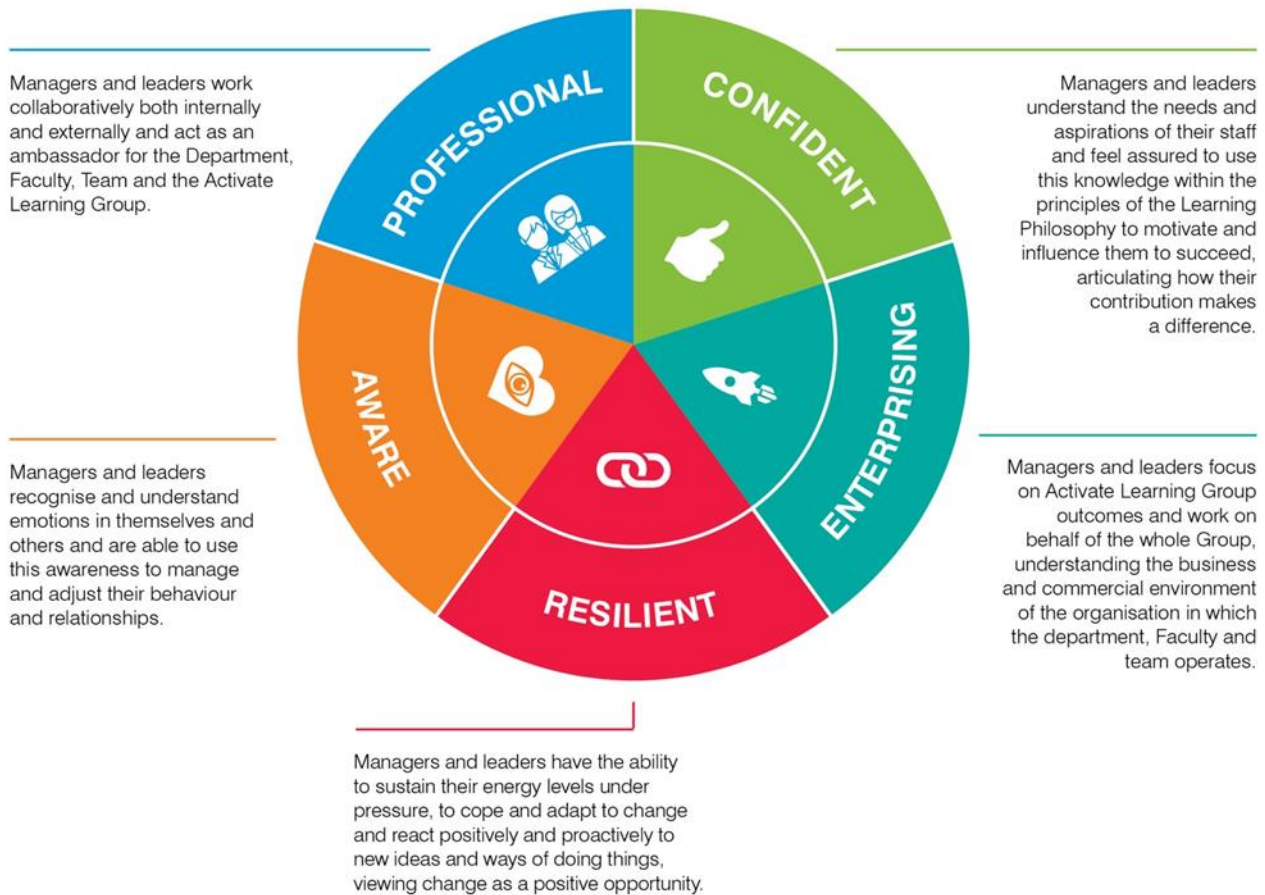 PROFESSIONAL
CONFIDENT
ENTERPRISING
RESILIENT
AWARE
Managers and leaders work
collaboratively both internally
and externally and act as an
ambassador for the Department,
Faculty, Team and the Activate
Learning Group.
Managers and leaders
understand the needs and
aspirations of their staff
and feel assured to use
this knowledge within the
principles of the Learning
Philosophy to motivate and
influence them to succeed,
articulating how their
contribution makes
a difference.
Managers and leaders
recognise and understand
emotions in themselves and
others and are able to use
this awareness to manage
and adjust their behaviour
and relationships.
Managers and leaders focus
on Activate Learning Group
outcomes and work on
behalf of the whole Group,
understanding the business
and commercial environment
of the organisation in which
the department, Faculty and
team operates.
Managers and leaders have the ability
to sustain their energy levels under
pressure, to cope and adapt to change
and react positively and proactively to
new ideas and ways of doing things,
viewing change as a positive opportunity.